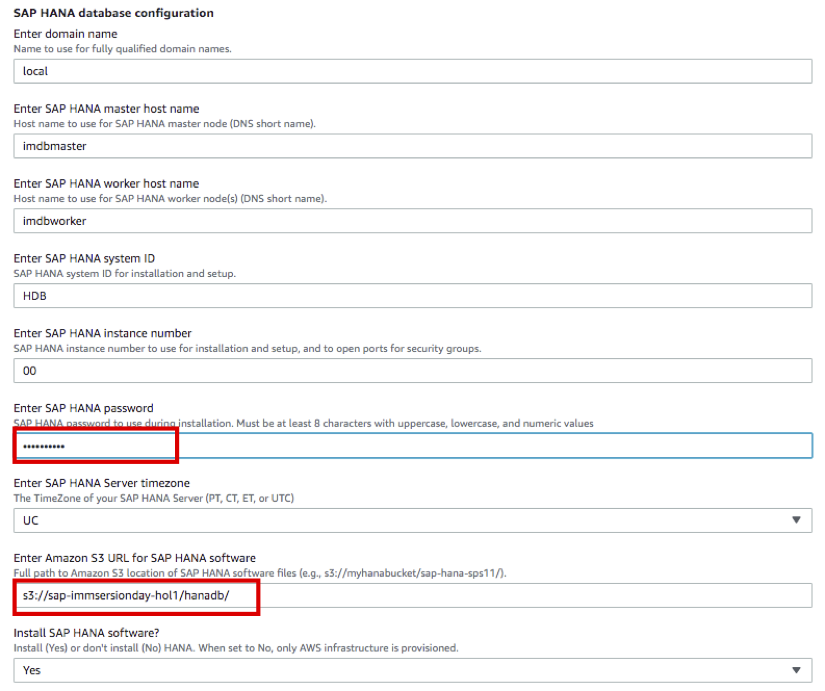 SAP HANA database configuration
Enter domain name
Name to use for fully qualified domain names.
local
Enter SAP HANA master host name
Host name to use for SAP HANA master node (DNS short name).
imdbmaster
Enter SAP HANA worker host name
Host name to use for SAP HANA worker node(s) (DNS short name).
imdbworker
Enter SAP HANA system ID
SAP HANA system ID for installation and setup.
HDB
Enter SAP HANA instance number
SAP HANA instance number to use for installation and setup, and to open ports for security groups.
00
Enter SAP HANA password
SAP HANA password to use during installation. Must be at least 8 characters with uppercase, lowercase, and numeric values
••••••••••
Enter SAP HANA Server timezone
The TimeZone of your SAP HANA Server (PT, CT, ET, or UTC)
UC
Enter Amazon S3 URL for SAP HANA software
Full path to Amazon S3 location of SAP HANA software files (e.g., s3://myhanabucket/sap-hana-sps11/).
s3://sap-immsersionday-hol1/hanadb/
Install SAP HANA software?
Install (Yes) or don't install (No) HANA. When set to No, only AWS infrastructure is provisioned.
Yes